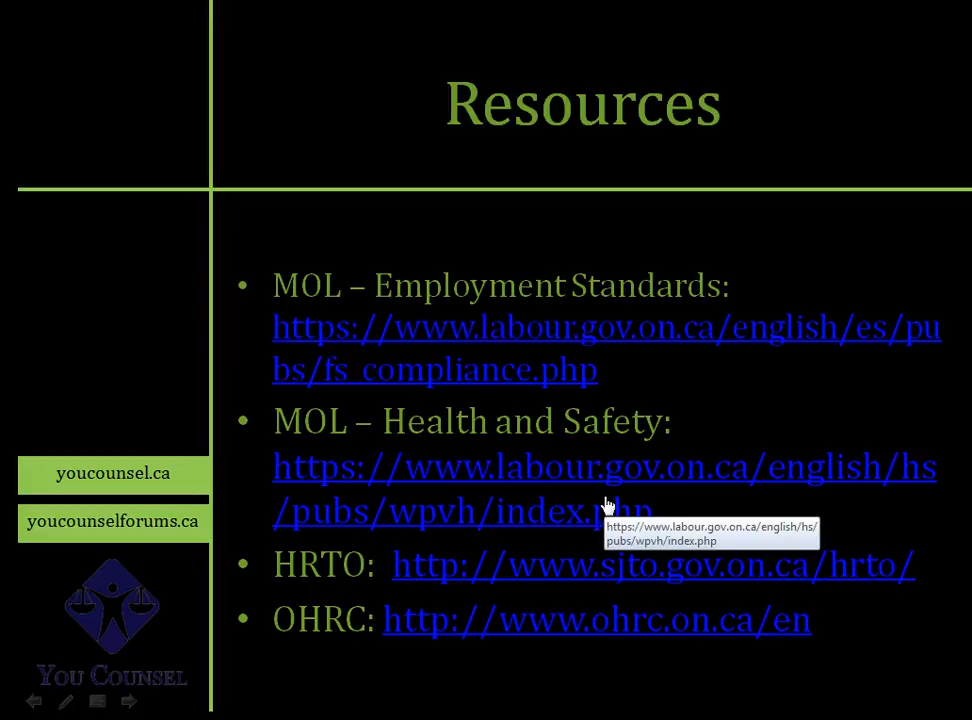 Resources
• MOL – Employment Standards:
https://www.labour.gov.on.ca/english/es/pu
bs/fs_compliance.php
• MOL – Health and Safety:
https://www.labour.gov.on.ca/english/hs
/pubs/wpvh/index.php
https://www.labour.gov.on.ca/english/hs/
pubs/wpvh/index.php
• HRTO: http://www.sjto.gov.on.ca/hrto/
• OHRC: http://www.ohrc.on.ca/en
youcounsel.ca
youcounselforums.ca
YOU COUNSEL